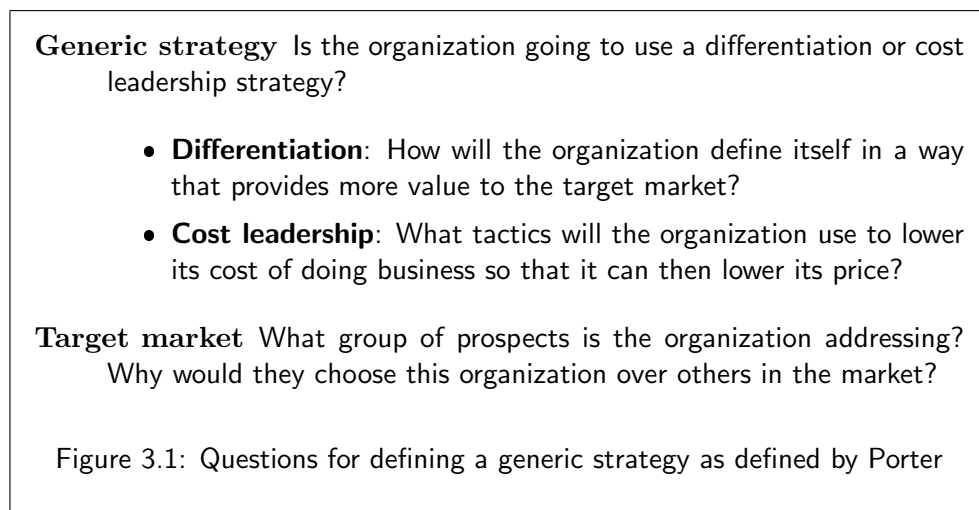 Generic strategy Is the organization going to use a differentiation or cost
leadership strategy?
• Differentiation: How will the organization define itself in a way
that provides more value to the target market?
• Cost leadership: What tactics will the organization use to lower
its cost of doing business so that it can then lower its price?
Target market What group of prospects is the organization addressing?
Why would they choose this organization over others in the market?
Figure 3.1: Questions for defining a generic strategy as defined by Porter